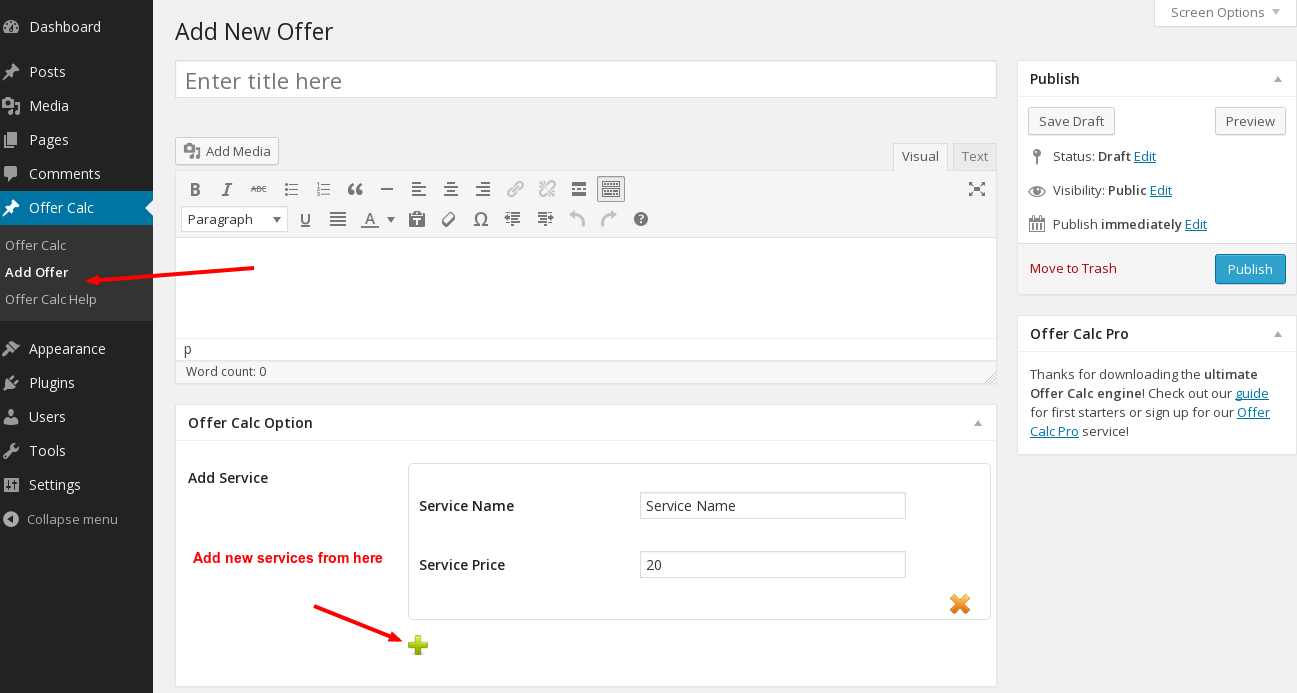 Screen Options
Dashboard
Posts
Media
Pages
Comments
Offer Calc
Offer Calc
Add Offer
Offer Calc Help
Appearance
Plugins
Users
Tools
Settings
Collapse menu
Add New Offer
Enter title here
Add Media
Visual Text
B I ABC
Paragraph U A Ω
p
Word count: 0
Offer Calc Option
Add Service
Service Name Service Name
Add new services from here
Service Price 20
Publish
Save Draft Preview
Status: Draft Edit
Visibility: Public Edit
Publish immediately Edit
Move to Trash Publish
Offer Calc Pro
Thanks for downloading the ultimate
Offer Calc engine! Check out our guide
for first starters or sign up for our Offer
Calc Pro service!